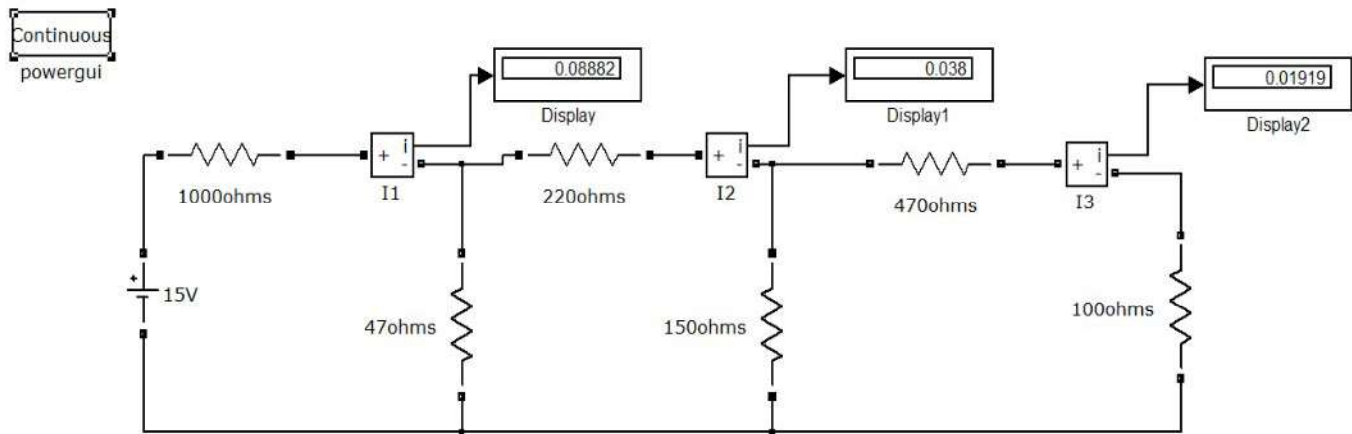 Continuous
powergui
0.08882
Display
0.038
Display1
0.01919
Display2
1000ohms
+
i
-
I1
220ohms
+
i
-
I2
470ohms
+
i
-
I3
+
15V
47ohms
150ohms
100ohms